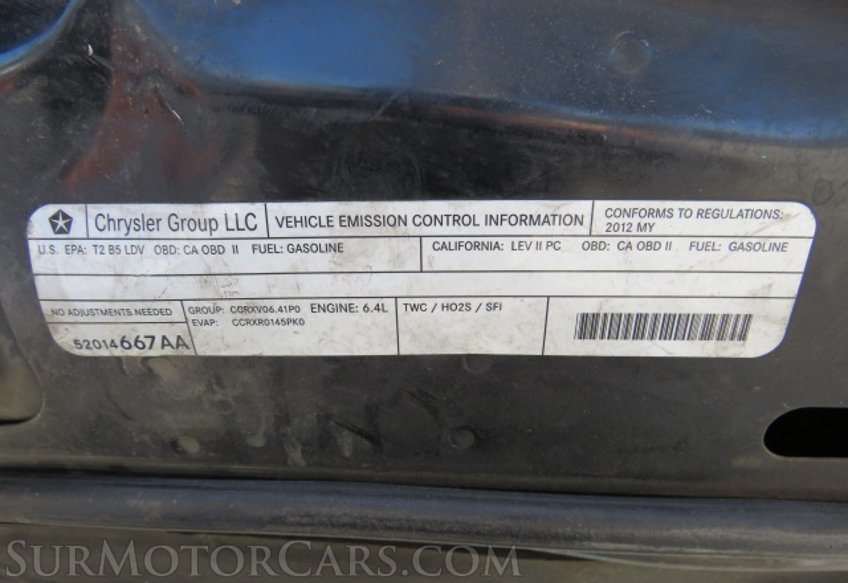 Chrysler Group LLC
VEHICLE EMISSION CONTROL INFORMATION
CONFORMS TO REGULATIONS:
2012 MY
U.S. EPA: T2 B5 LDV OBD: CA OBD II FUEL: GASOLINE
CALIFORNIA: LEV II PC OBD: CA OBD II FUEL: GASOLINE
NO ADJUSTMENTS NEEDED
52014667AA
GROUP: CCRXV06.41P0 ENGINE: 6.4L
EVAP: CCRXR0145PK0
TWC / HO2S / SFI
SURMOTORCARS.COM